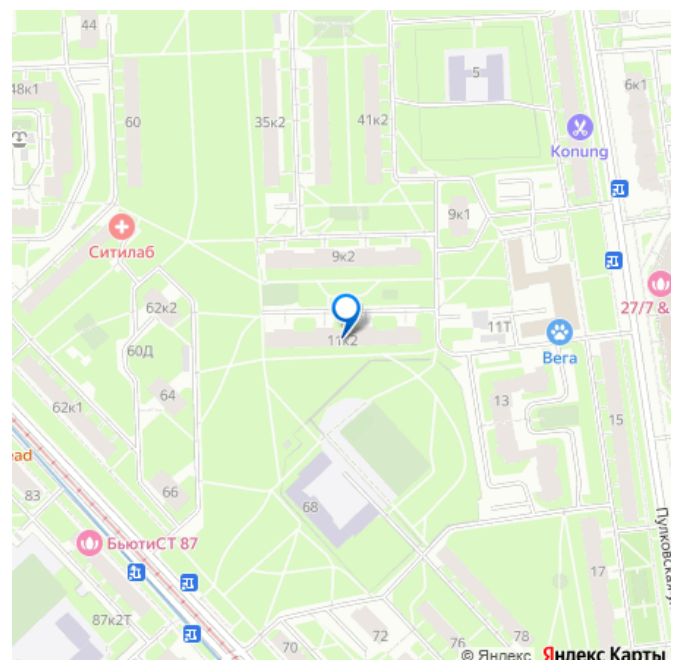 44
48к1
60
35к2
41к2
5
6к1
Konung
Ситилаб
9к1
9к2
62к2
60Д
11к2
11Т
Вега
27/7 &
64
62к1
13
15
ead
83
66
68
БьютиСТ 87
Пулковская у
17
87к2Т
70
72
76
78
© Яндекс Яндекс Карты